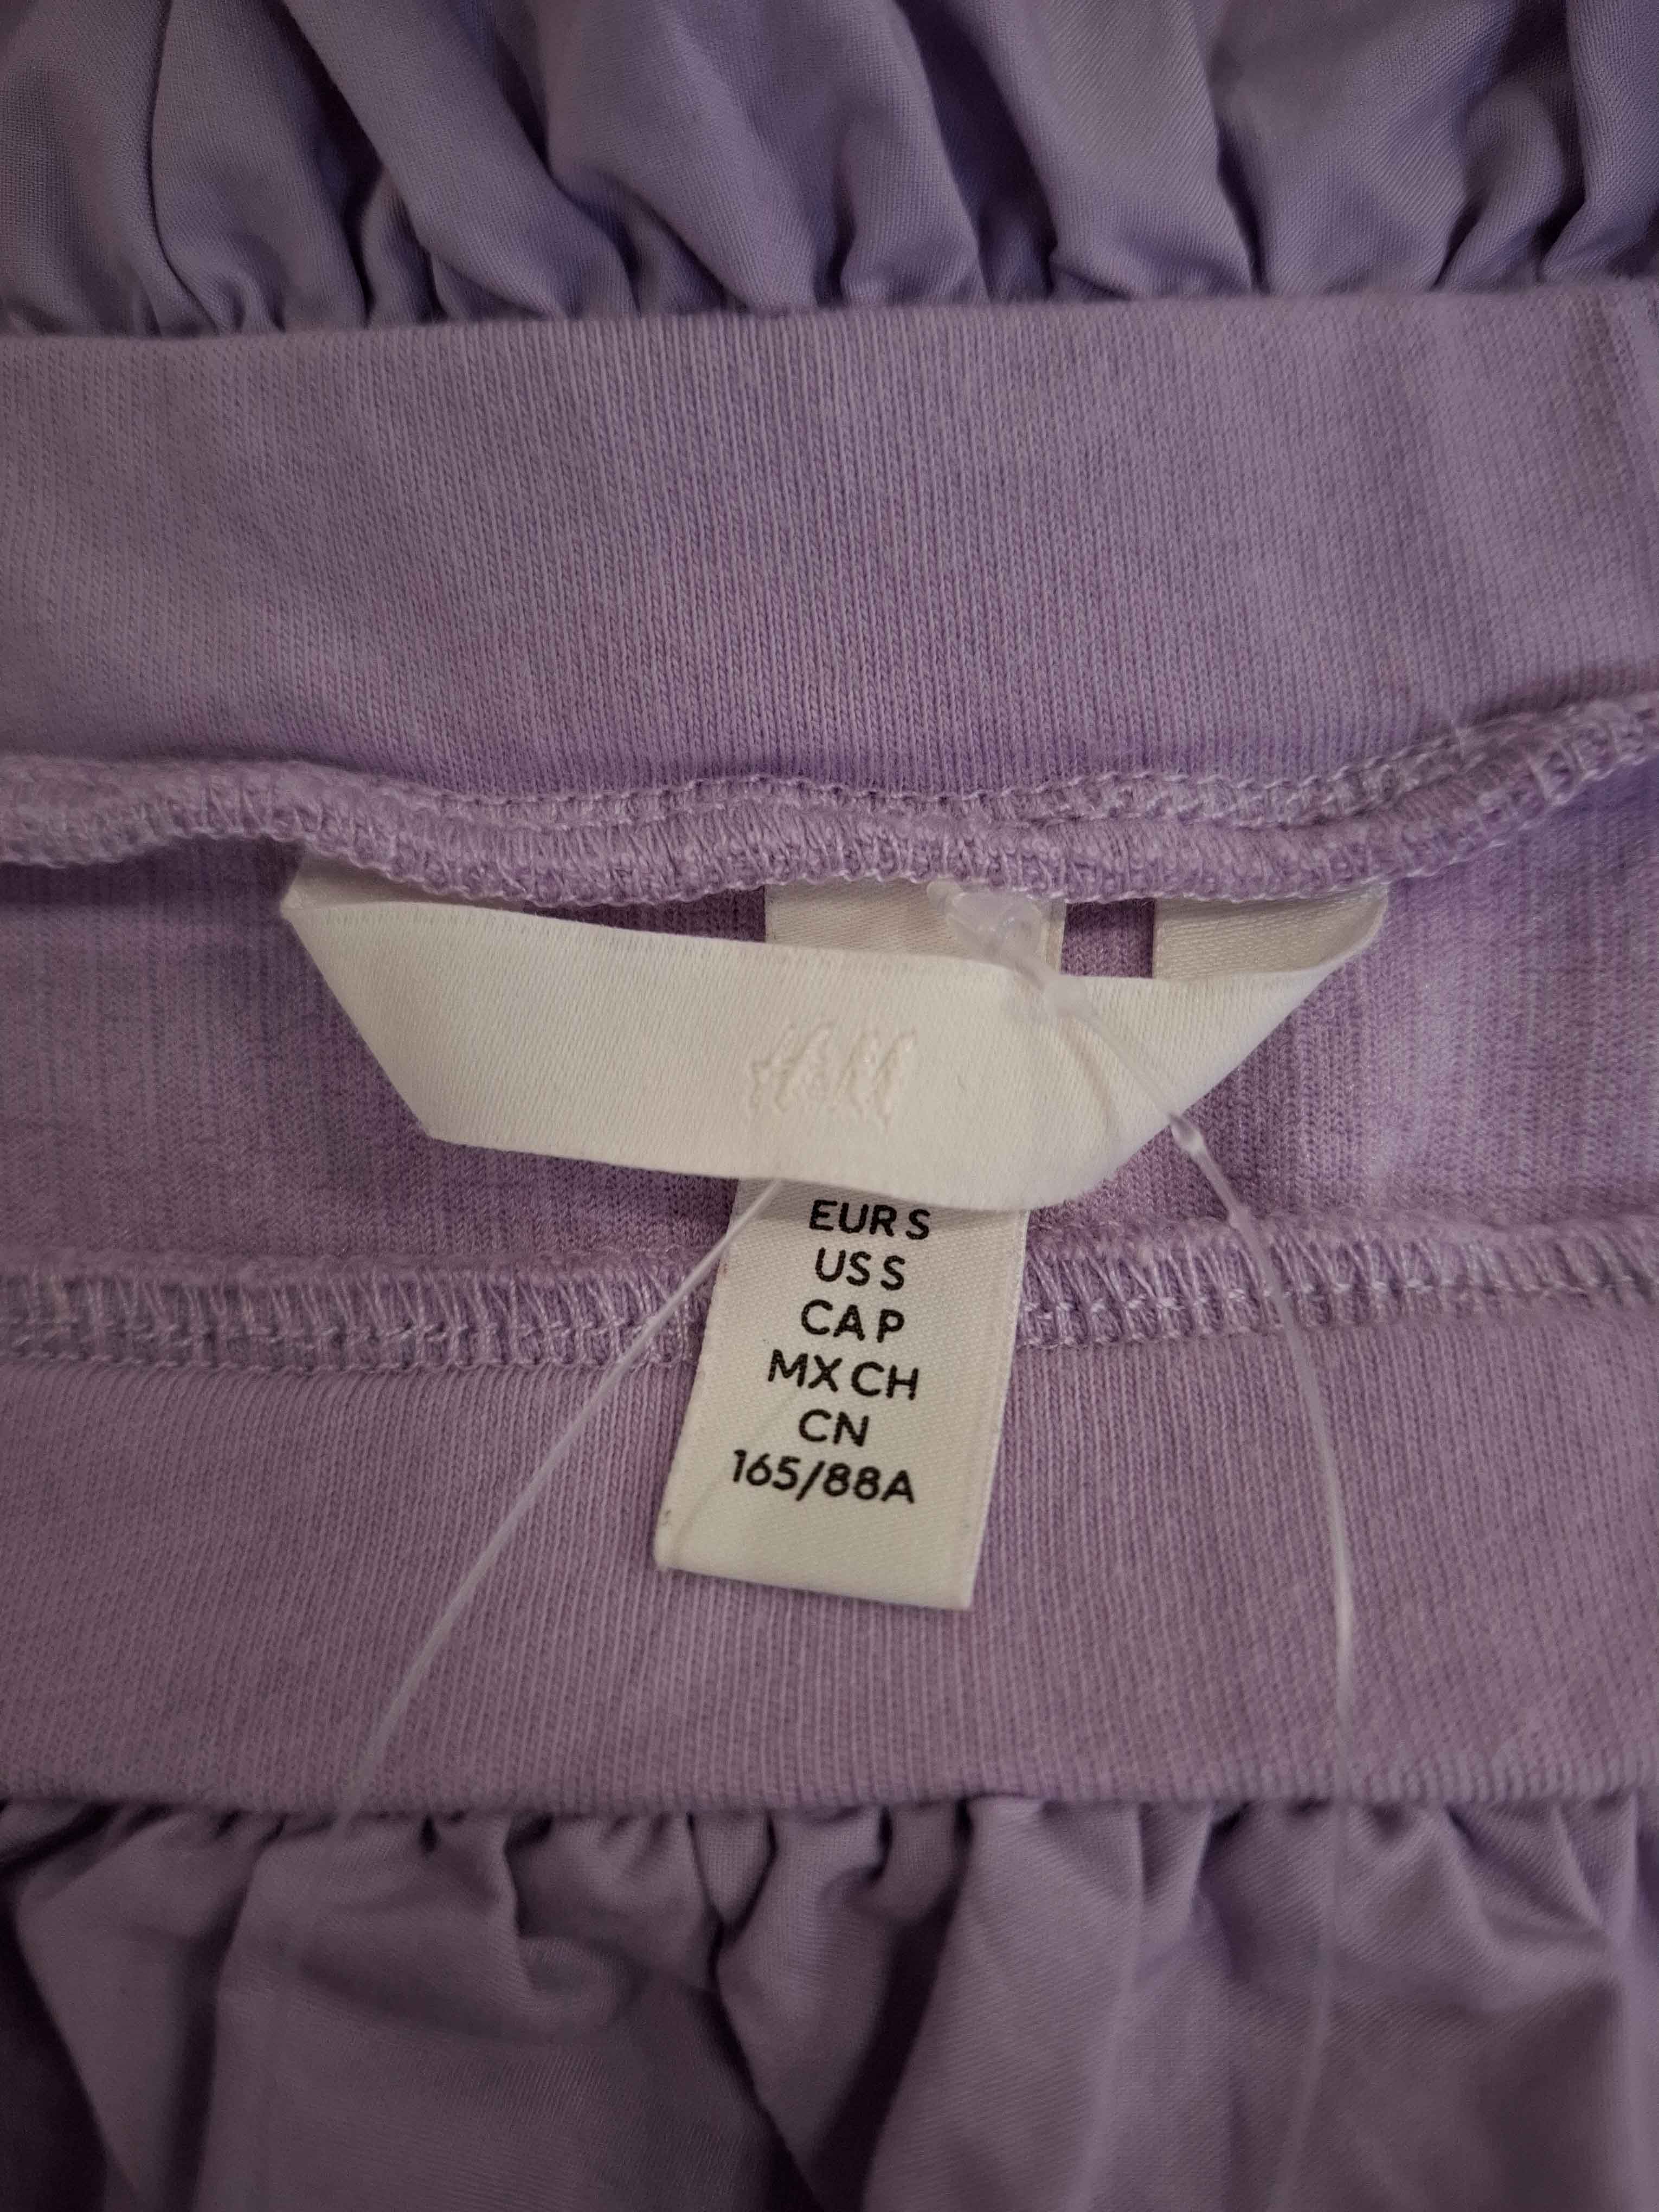 H&M
EUR S
US S
CA P
MX CH
CN
165/88A